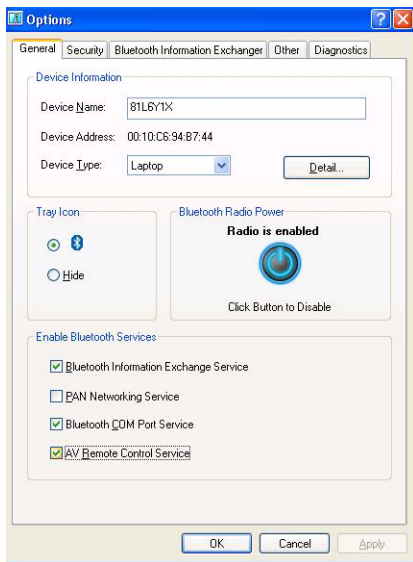 Options
General Security Bluetooth Information Exchanger Other Diagnostics
Device Information
Device Name: 81L6Y1X
Device Address: 00:10:C6:94:B7:44
Device Type: Laptop Detail...
Tray Icon
Hide
Bluetooth Radio Power
Radio is enabled
Click Button to Disable
Enable Bluetooth Services
Bluetooth Information Exchange Service
PAN Networking Service
Bluetooth COM Port Service
AV Remote Control Service
OK Cancel Apply